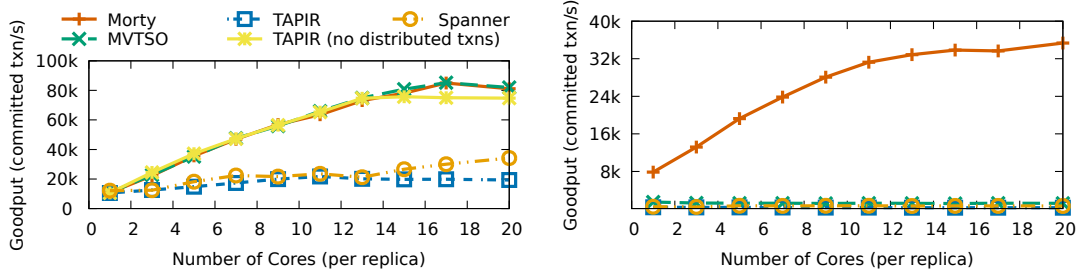 Morty
TAPIR
Spanner
MVTSO
TAPIR (no distributed txns)
Goodput (committed txn/s)
100k
80k
60k
40k
20k
0
0 2 4 6 8 10 12 14 16 18 20
Number of Cores (per replica)
Goodput (committed txn/s)
40k
32k
24k
16k
8k
0 2 4 6 8 10 12 14 16 18 20
Number of Cores (per replica)